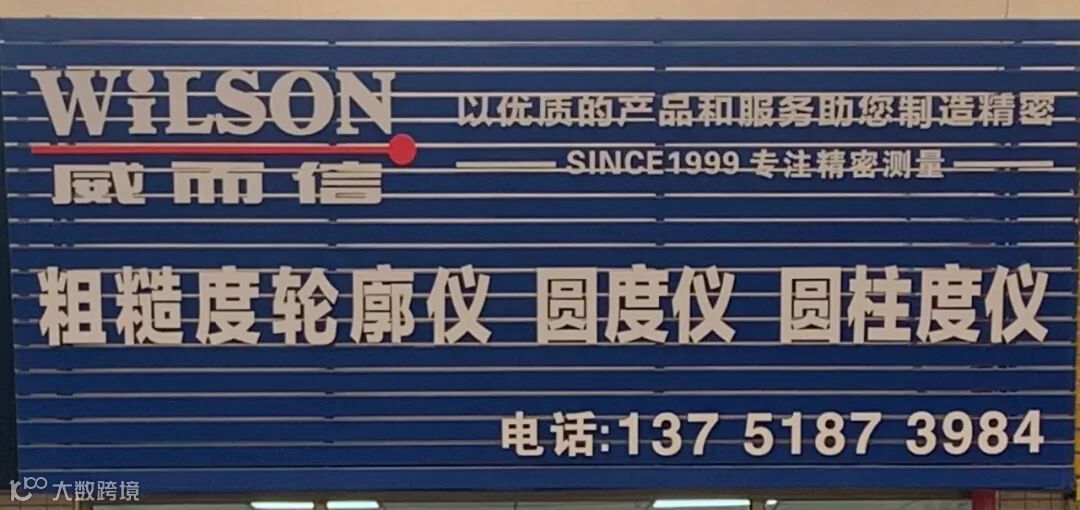 WiLSON
威而信
以优质的产品和服务助您制造精密
SINCE1999 专注精密测量
粗糙度轮廓仪 圆度仪 圆柱度仪
电话:137 5187 3984
大数跨境